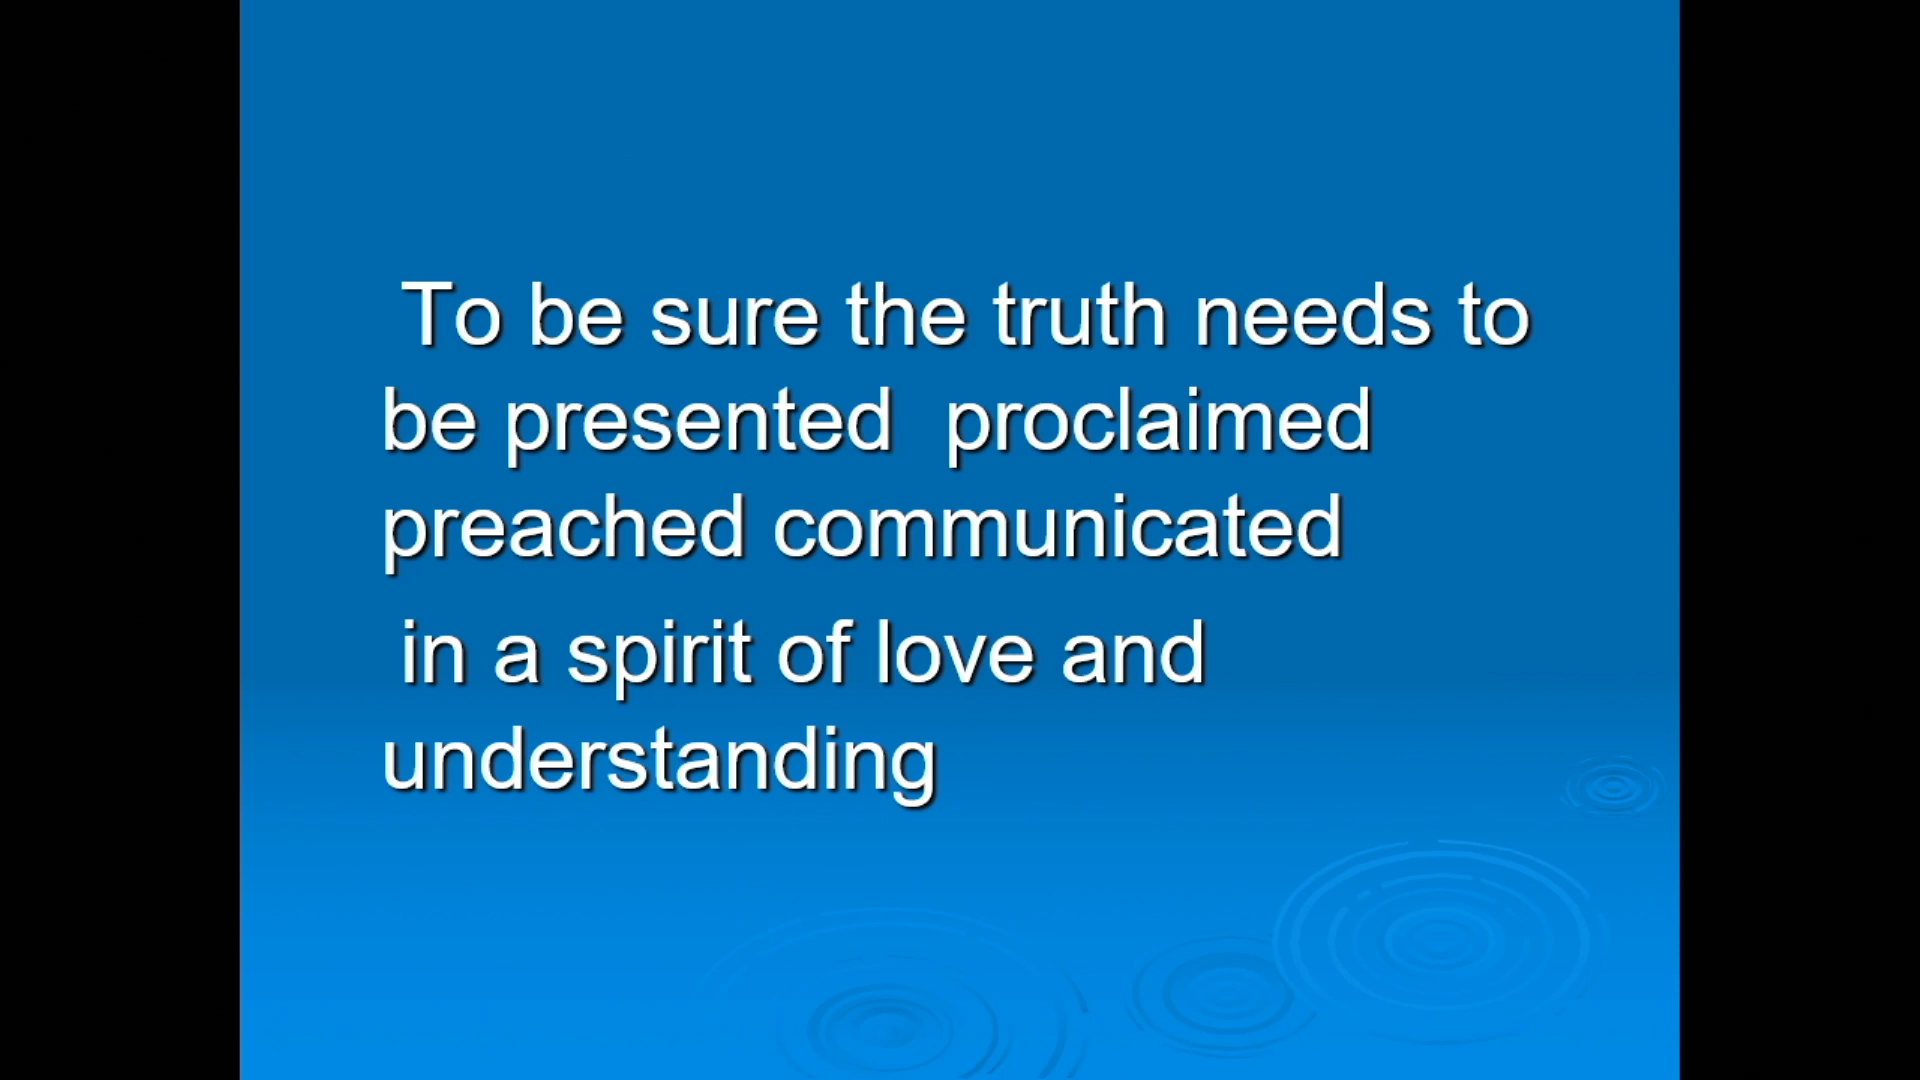 To be sure the truth needs to
be presented  proclaimed
preached communicated
in a spirit of love and
understanding